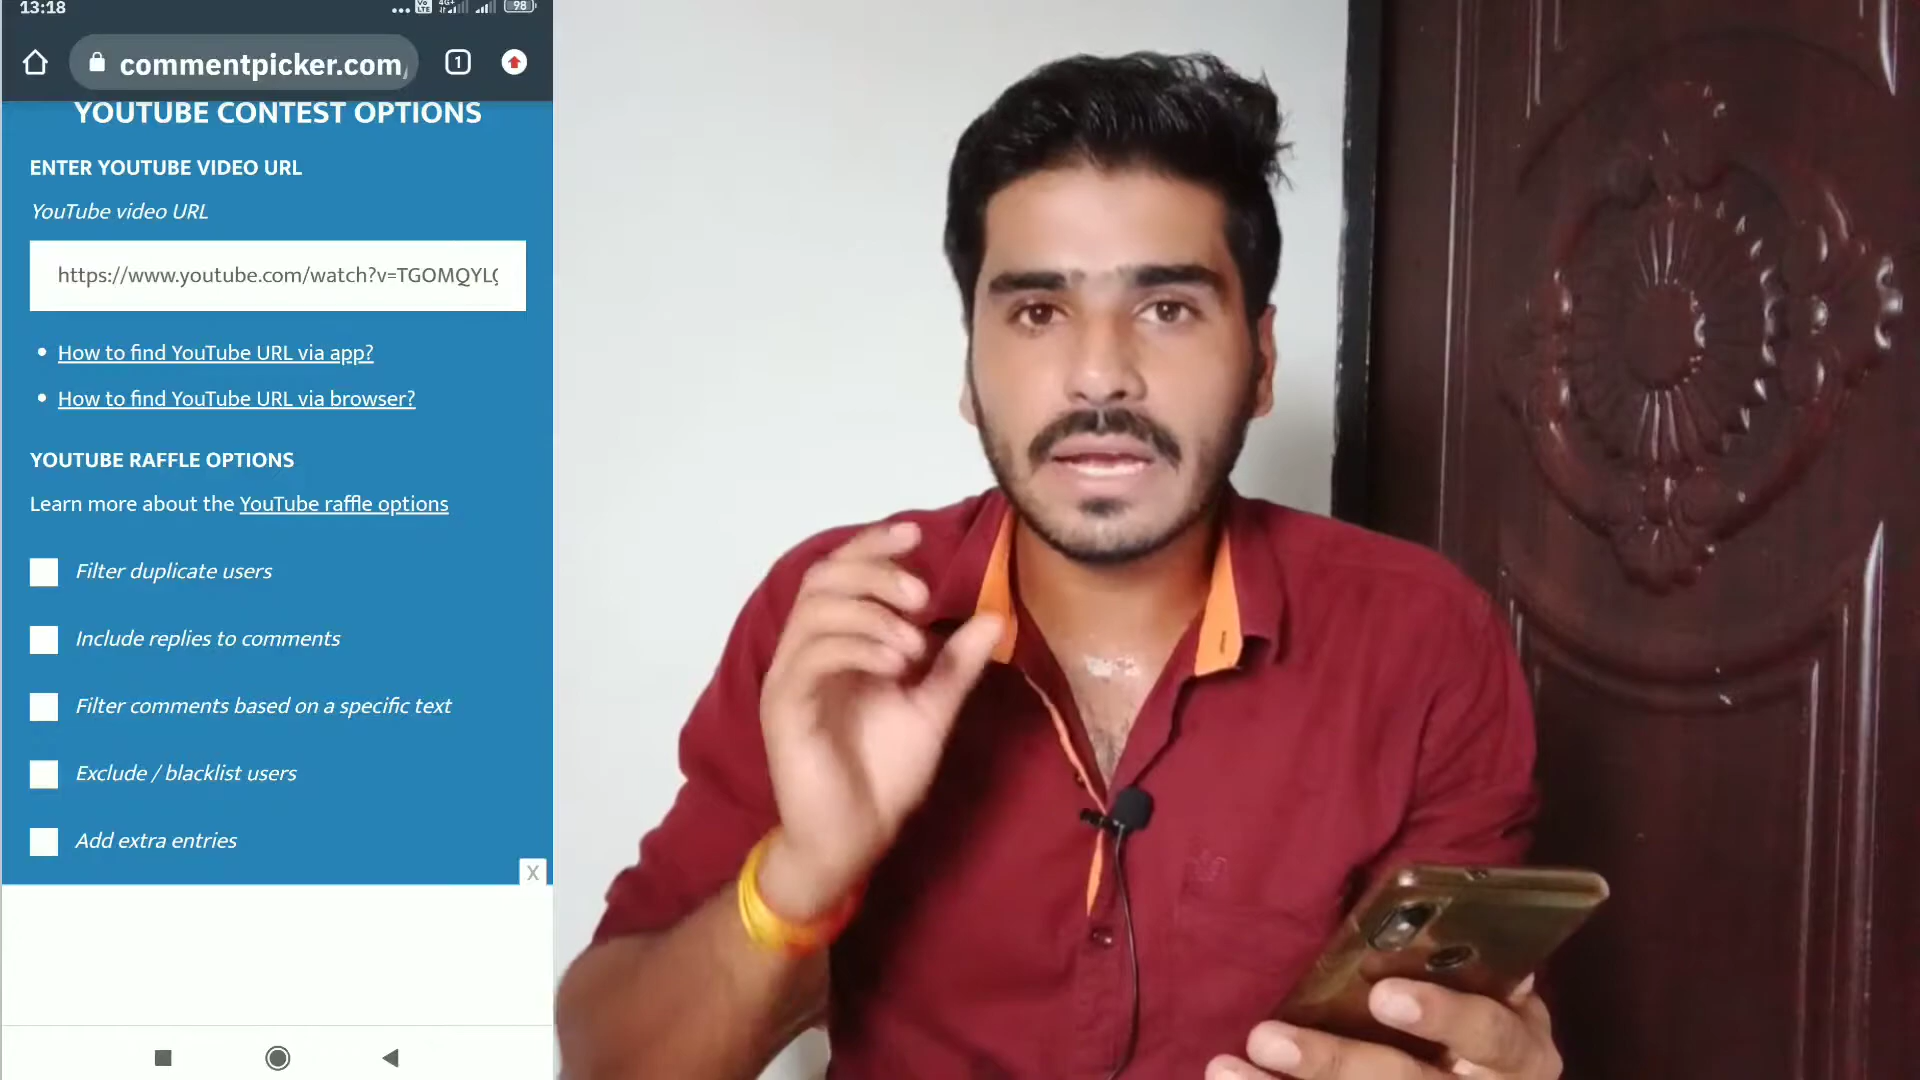 13:18
98
commentpicker.com/
1
YOUTUBE CONTEST OPTIONS
ENTER YOUTUBE VIDEO URL
YouTube video URL
https://www.youtube.com/watch?v=TGOMQYL
How to find YouTube URL via app?
How to find YouTube URL via browser?
YOUTUBE RAFFLE OPTIONS
Learn more about the YouTube raffle options
Filter duplicate users
Include replies to comments
Filter comments based on a specific text
Exclude / blacklist users
Add extra entries
X